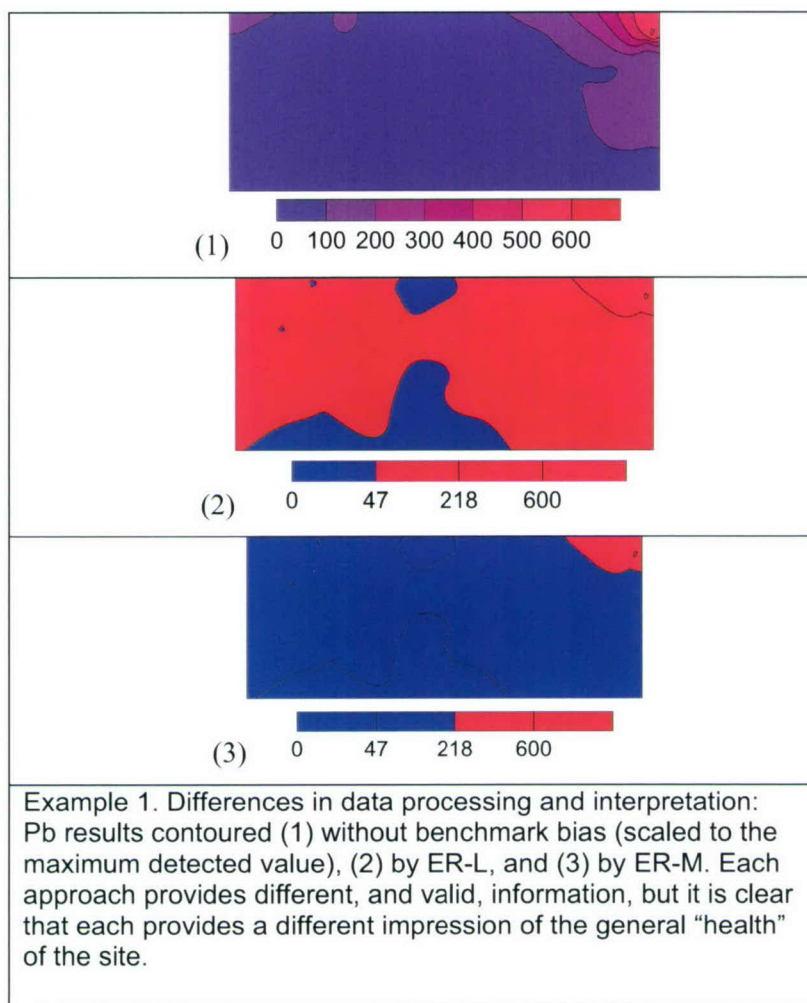 (1) 0 100 200 300 400 500 600
(2) 0 47 218 600
(3) 0 47 218 600
Example 1. Differences in data processing and interpretation:
Pb results contoured (1) without benchmark bias (scaled to the
maximum detected value), (2) by ER-L, and (3) by ER-M. Each
approach provides different, and valid, information, but it is clear
that each provides a different impression of the general “health”
of the site.